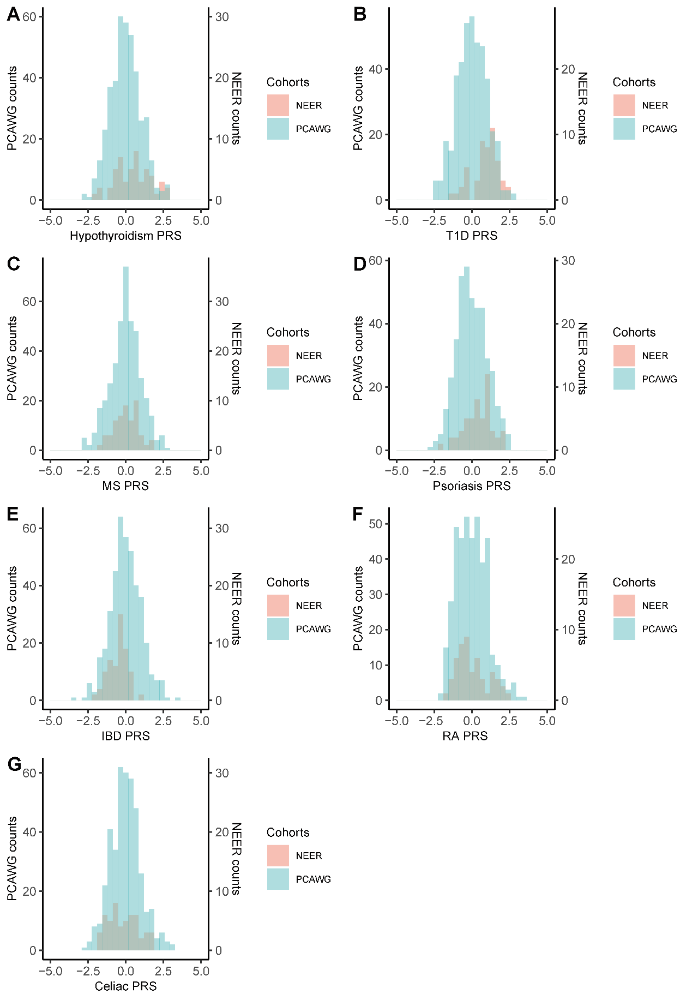 A
60
40
20
0
PCAWG counts
30
20
10
0
NEER counts
−5.0 −2.5 0.0 2.5 5.0
Hypothyroidism PRS
Cohorts
NEER
PCAWG
B
40
20
0
PCAWG counts
20
10
0
NEER counts
−5.0 −2.5 0.0 2.5 5.0
T1D PRS
Cohorts
NEER
PCAWG
C
60
40
20
0
PCAWG counts
30
20
10
0
NEER counts
−5.0 −2.5 0.0 2.5 5.0
MS PRS
Cohorts
NEER
PCAWG
D
60
40
20
0
PCAWG counts
30
20
10
0
NEER counts
−5.0 −2.5 0.0 2.5 5.0
Psoriasis PRS
Cohorts
NEER
PCAWG
E
60
40
20
0
PCAWG counts
30
20
10
0
NEER counts
−5.0 −2.5 0.0 2.5 5.0
IBD PRS
Cohorts
NEER
PCAWG
F
50
40
30
20
10
0
PCAWG counts
20
10
0
NEER counts
−5.0 −2.5 0.0 2.5 5.0
RA PRS
Cohorts
NEER
PCAWG
G
60
40
20
0
PCAWG counts
30
20
10
0
NEER counts
−5.0 −2.5 0.0 2.5 5.0
Celiac PRS
Cohorts
NEER
PCAWG